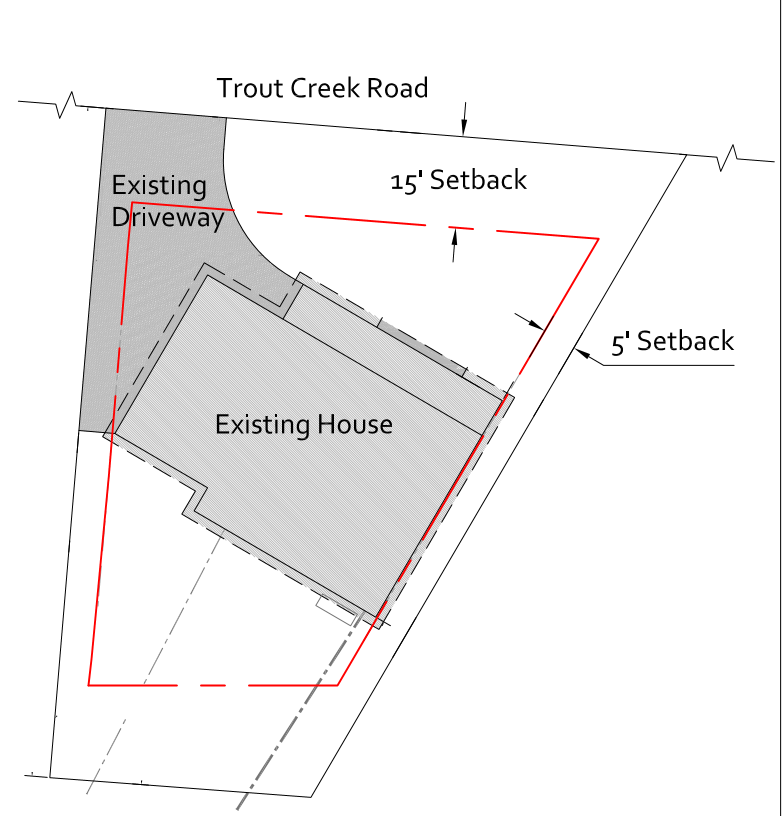 Trout Creek Road
15' Setback
Existing
Driveway
5' Setback
Existing House